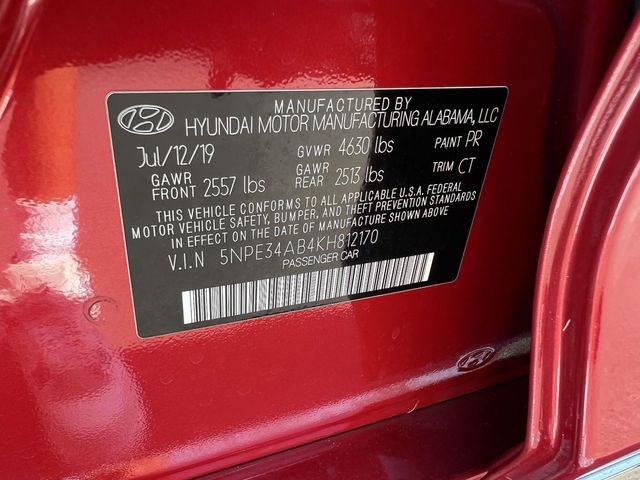 MANUFACTURED BY
HYUNDAI MOTOR MANUFACTURING ALABAMA, LLC
Jul/12/19 GVWR 4630 lbs PAINT PR
GAWR FRONT 2557 lbs GAWR REAR 2513 lbs TRIM CT
THIS VEHICLE CONFORMS TO ALL APPLICABLE U.S.A. FEDERAL
MOTOR VEHICLE SAFETY, BUMPER, AND THEFT PREVENTION STANDARDS
IN EFFECT ON THE DATE OF MANUFACTURE SHOWN ABOVE
V.I.N 5NPE34AB4KH812170
PASSENGER CAR